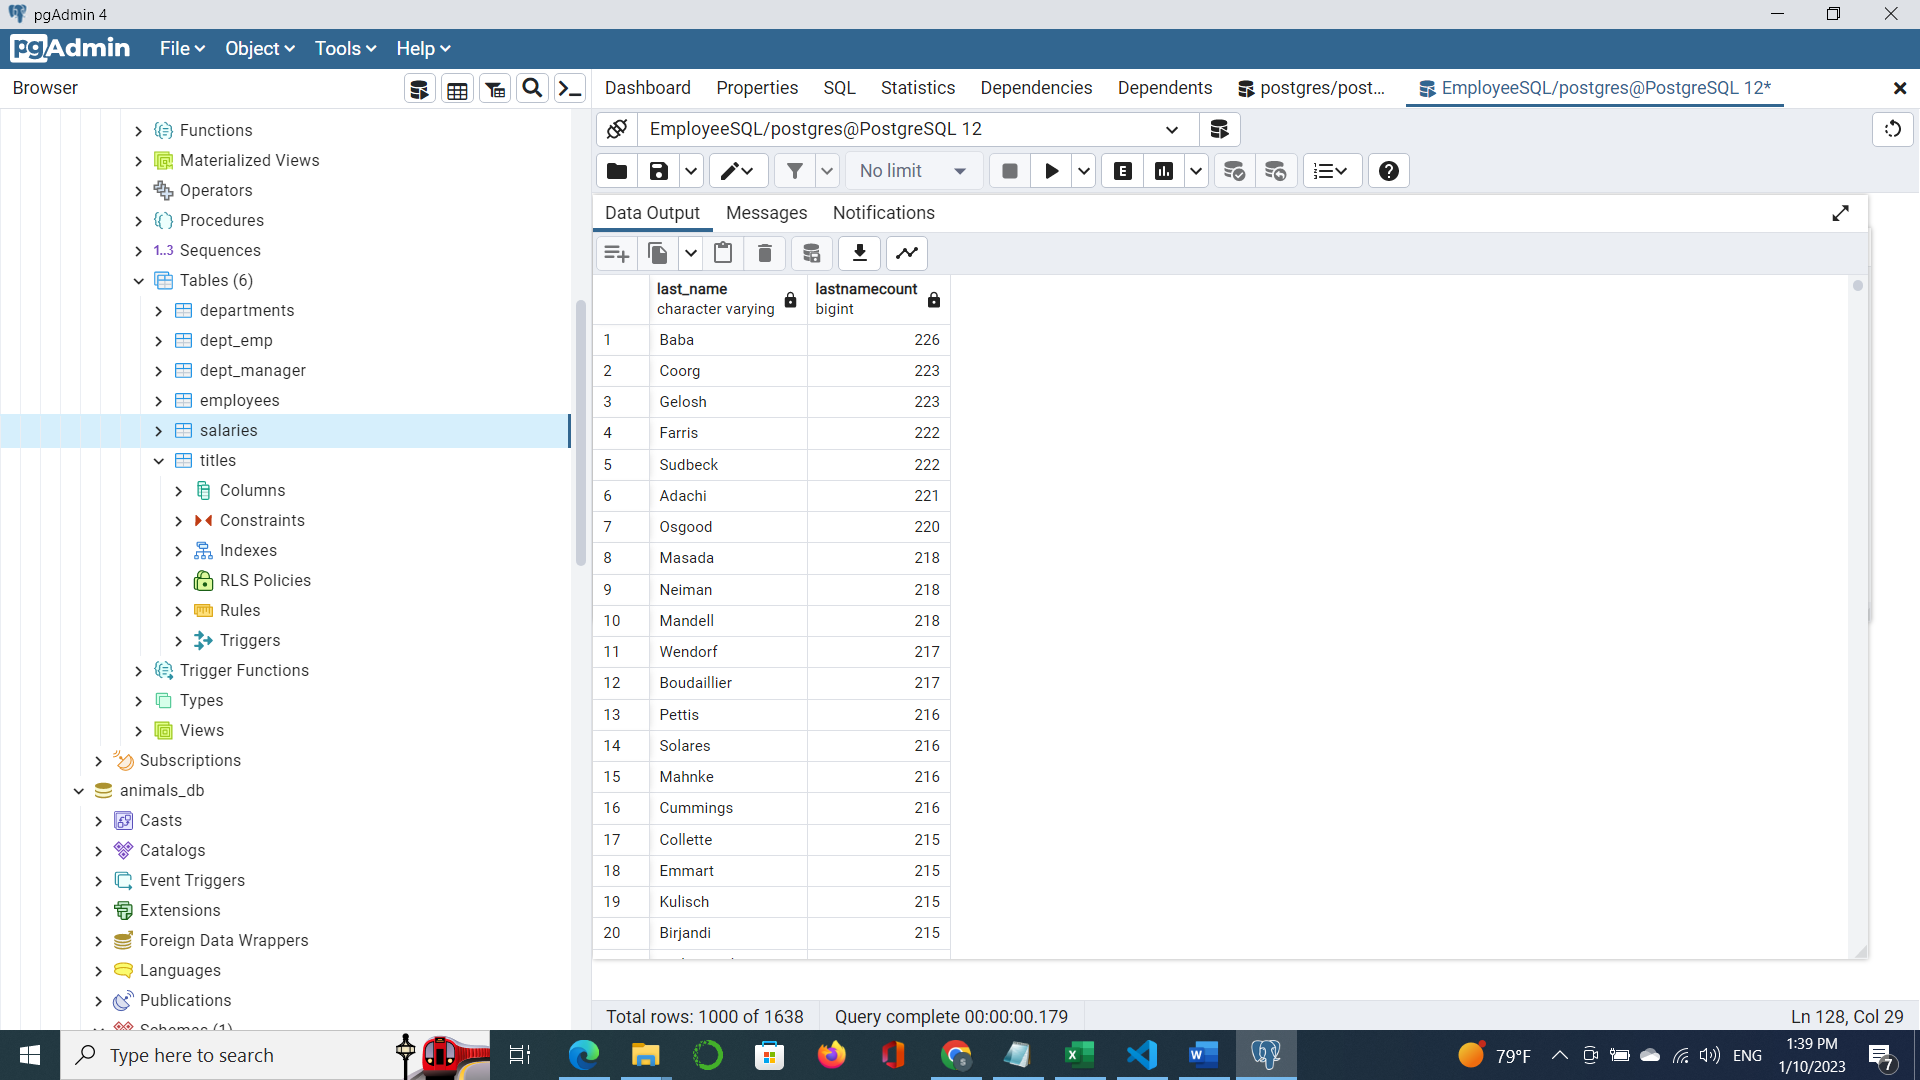 pgAdmin 4
pgAdmin File Object Tools Help
Browser
Dashboard Properties SQL Statistics Dependencies Dependents postgres/post... EmployeeSQL/postgres@PostgreSQL 12*
EmployeeSQL/postgres@PostgreSQL 12
No limit
E
Data Output Messages Notifications
Functions
Materialized Views
Operators
Procedures
1..3 Sequences
Tables (6)
departments
dept_emp
dept_manager
employees
salaries
titles
Columns
Constraints
Indexes
RLS Policies
Rules
Triggers
Trigger Functions
Types
Views
Subscriptions
animals_db
Casts
Catalogs
Event Triggers
Extensions
Foreign Data Wrappers
Languages
Publications
Schemas (1)
last_name lastnamecount
character varying bigint
1 Baba 226
2 Coorg 223
3 Gelosh 223
4 Farris 222
5 Sudbeck 222
6 Adachi 221
7 Osgood 220
8 Masada 218
9 Neiman 218
10 Mandell 218
11 Wendorf 217
12 Boudaillier 217
13 Pettis 216
14 Solares 216
15 Mahnke 216
16 Cummings 216
17 Collette 215
18 Emmart 215
19 Kulisch 215
20 Birjandi 215
Total rows: 1000 of 1638 Query complete 00:00:00.179 Ln 128, Col 29
Type here to search
79°F ENG 1:39 PM
1/10/2023 7